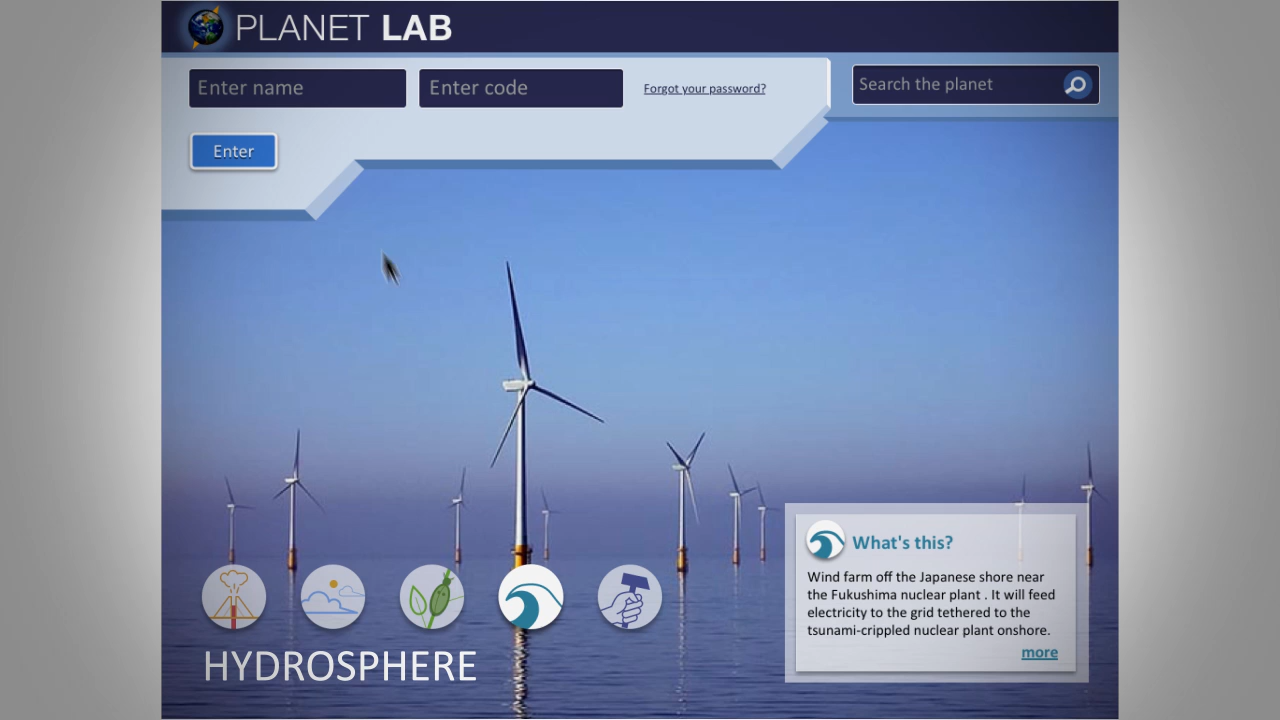 PLANET LAB
Enter name
Enter code
Forgot your password?
Search the planet
Enter
What's this?
Wind farm off the Japanese shore near
the Fukushima nuclear plant . It will feed
electricity to the grid tethered to the
tsunami-crippled nuclear plant onshore.
more
HYDROSPHERE